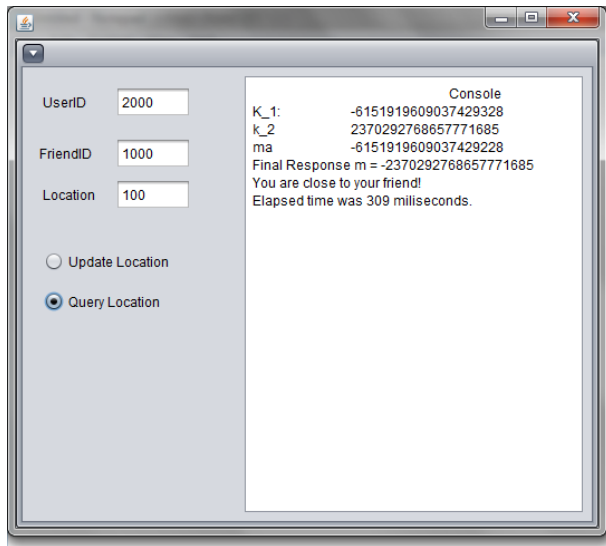 UserID 2000
FriendID 1000
Location 100
Update Location
Query Location
Console
K_1: -6151919609037429328
k_2 2370292768657771685
ma -6151919609037429228
Final Response m = -2370292768657771685
You are close to your friend!
Elapsed time was 309 miliseconds.